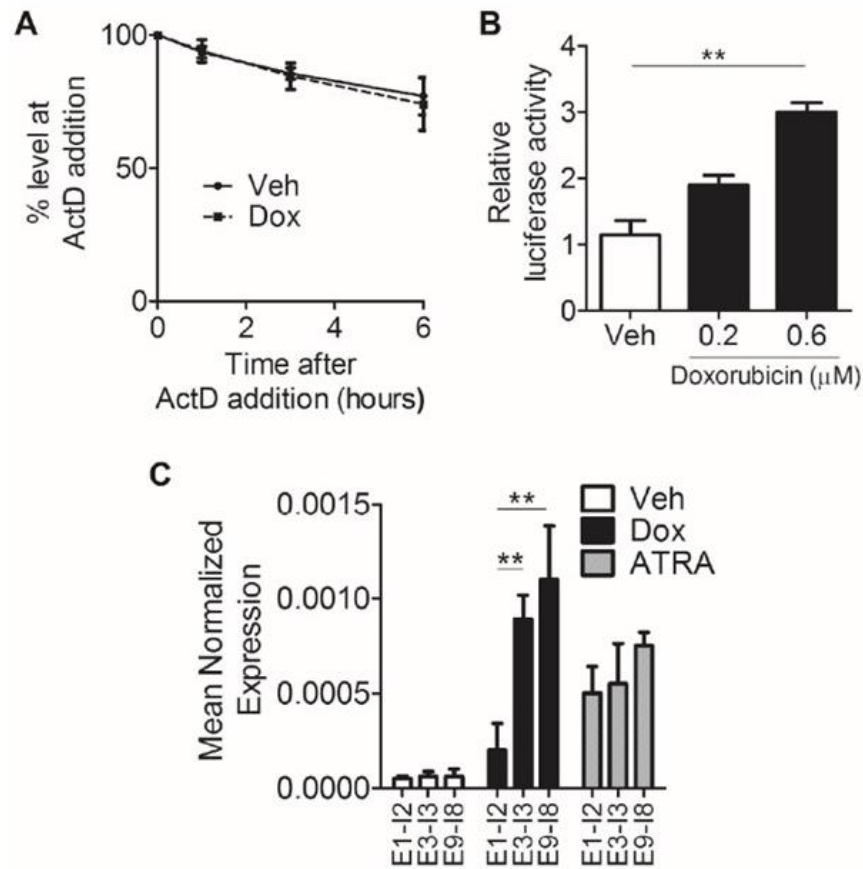 A
100
50
0
% level at
ActD addition
Veh
Dox
0 2 4 6
Time after
ActD addition (hours)
B
4
3
2
1
0
Relative
luciferase activity
**
Veh 0.2 0.6
Doxorubicin (μM)
C
0.0015
0.0010
0.0005
0.0000
Mean Normalized
Expression
**
**
Veh
Dox
ATRA
E1-I2
E3-I3
E9-I8
E1-I2
E3-I3
E9-I8
E1-I2
E3-I3
E9-I8